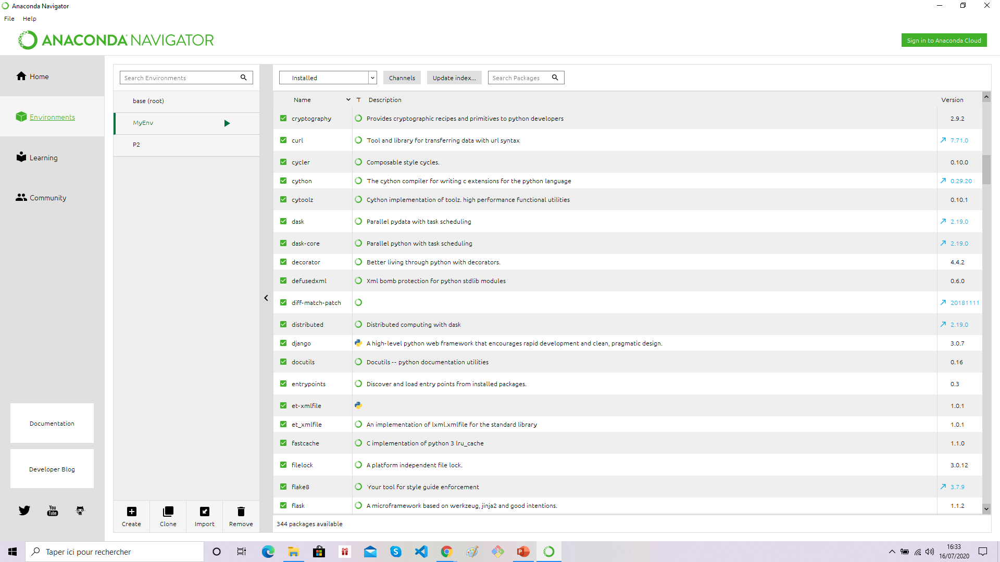 Anaconda Navigator
File Help
ANACONDA NAVIGATOR
Sign in to Anaconda Cloud
Home
Environments
Learning
Community
Documentation
Developer Blog
You Tube
Search Environments
base (root)
MyEnv
P2
Create Clone Import Remove
Installed Channels Update index... Search Packages
Name T Description Version
cryptography Provides cryptographic recipes and primitives to python developers 2.9.2
curl Tool and library for transferring data with url syntax 7.71.0
cycler Composable style cycles. 0.10.0
cython The cython compiler for writing c extensions for the python language 0.29.20
cytoolz Cython implementation of toolz. high performance functional utilities 0.10.1
dask Parallel pydata with task scheduling 2.19.0
dask-core Parallel python with task scheduling 2.19.0
decorator Better living through python with decorators. 4.4.2
defusedxml Xml bomb protection for python stdlib modules 0.6.0
diff-match-patch 20181111
distributed Distributed computing with dask 2.19.0
django A high-level python web framework that encourages rapid development and clean, pragmatic design. 3.0.7
docutils Docutils -- python documentation utilities 0.16
entrypoints Discover and load entry points from installed packages. 0.3
et-xmlfile 1.0.1
et_xmlfile An implementation of lxml.xmlfile for the standard library 1.0.1
fastcache C implementation of python 3 lru_cache 1.1.0
filelock A platform independent file lock. 3.0.12
flake8 Your tool for style guide enforcement 3.7.9
flask A microframework based on werkzeug, jinja2 and good intentions. 1.1.2
344 packages available
Taper ici pour rechercher
16:33
16/07/2020